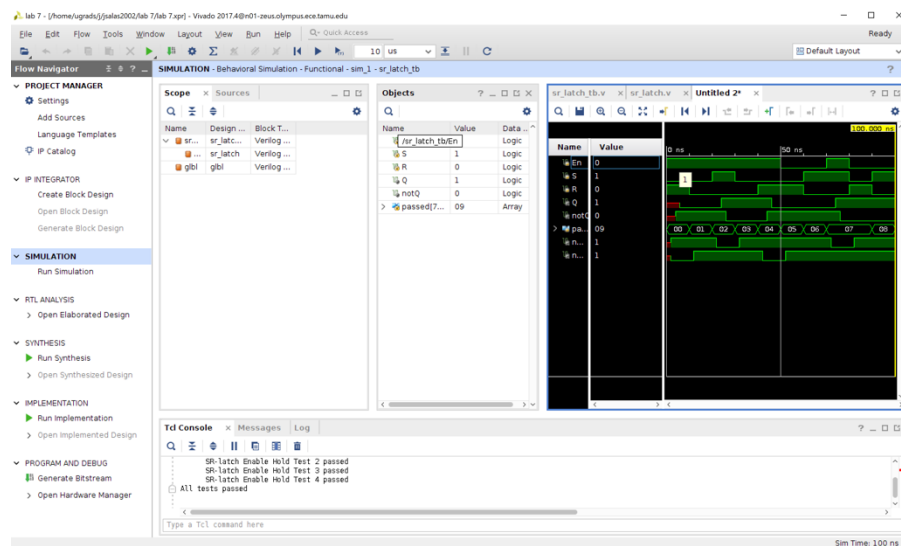 lab 7 - [/home/ugrads/j/jsalas2002/lab 7/lab 7.xpr] - Vivado 2017.4@n01-zeus.olympus.ece.tamu.edu
File Edit Flow Tools Window Layout View Run Help Q- Quick Access Ready
10 us Default Layout
Flow Navigator
SIMULATION - Behavioral Simulation - Functional - sim_1 - sr_latch_tb
PROJECT MANAGER
Settings
Add Sources
Language Templates
IP Catalog
IP INTEGRATOR
Create Block Design
Open Block Design
Generate Block Design
SIMULATION
Run Simulation
RTL ANALYSIS
Open Elaborated Design
SYNTHESIS
Run Synthesis
Open Synthesized Design
IMPLEMENTATION
Run Implementation
Open Implemented Design
PROGRAM AND DEBUG
Generate Bitstream
Open Hardware Manager
Scope Sources
Name Design ... Block T...
sr... sr_latc... Verilog ...
... sr_latch Verilog ...
glbl glbl Verilog ...
Objects
Name Value Data ...
/sr_latch_tb/En Logic
S 1 Logic
R 0 Logic
Q 1 Logic
notQ 0 Logic
passed[7... 09 Array
sr_latch_tb.v sr_latch.v Untitled 2*
100.000 ns
Name Value 0 ns 50 ns
En 0
S 1 1
R 0
Q 1
notQ 0
pa... 09 00 01 02 03 04 05 06 07 08
n... 1
n... 1
Tcl Console Messages Log
SR-latch Enable Hold Test 2 passed
SR-latch Enable Hold Test 3 passed
SR-latch Enable Hold Test 4 passed
All tests passed
Type a Tcl command here
Sim Time: 100 ns